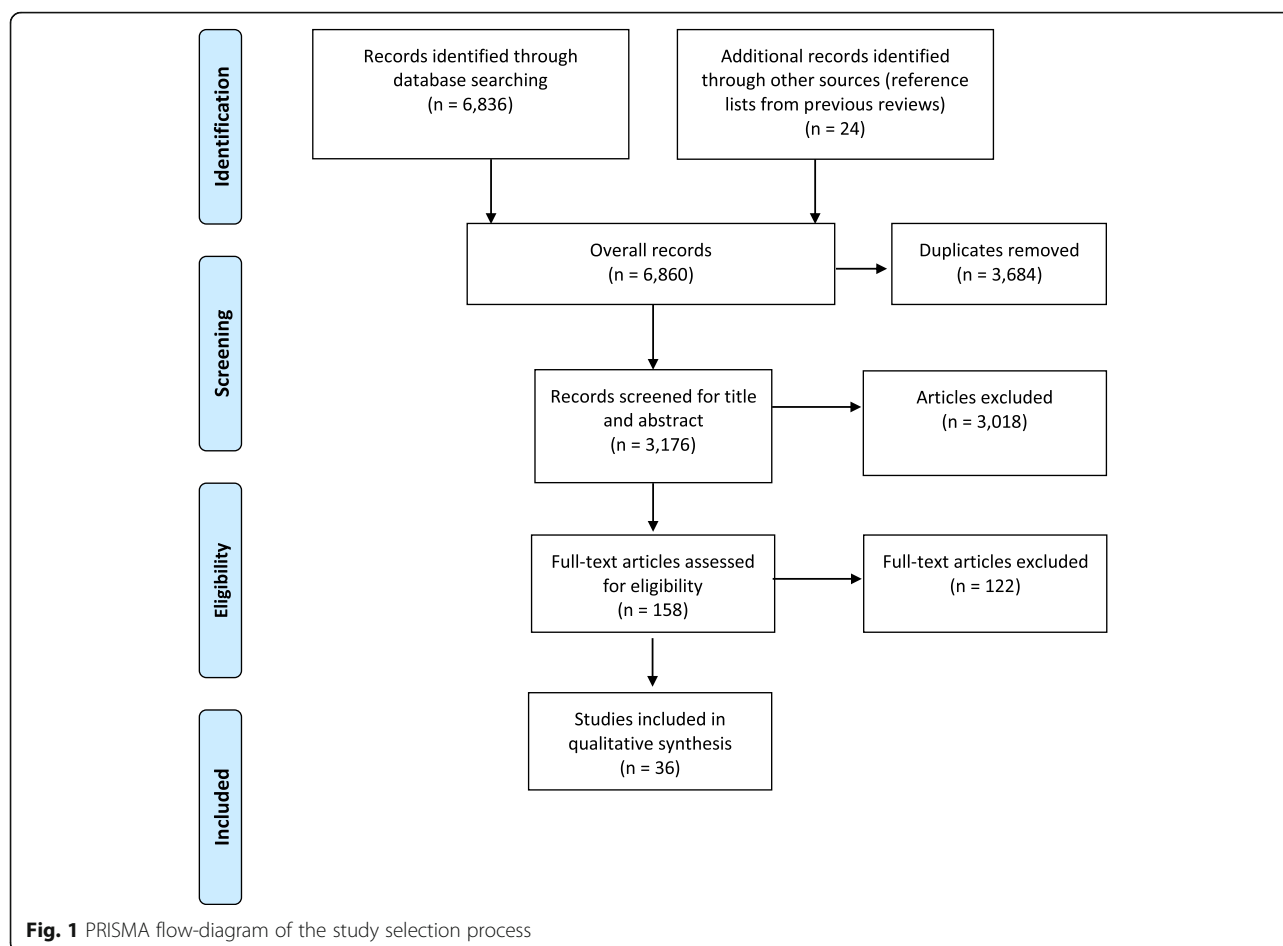 Identification
Records identified through
database searching
(n = 6,836)
Additional records identified
through other sources (reference
lists from previous reviews)
(n = 24)
Overall records
(n = 6,860)
Duplicates removed
(n = 3,684)
Screening
Records screened for title
and abstract
(n = 3,176)
Articles excluded
(n = 3,018)
Eligibility
Full-text articles assessed
for eligibility
(n = 158)
Full-text articles excluded
(n = 122)
Included
Studies included in
qualitative synthesis
(n = 36)
Fig. 1 PRISMA flow-diagram of the study selection process